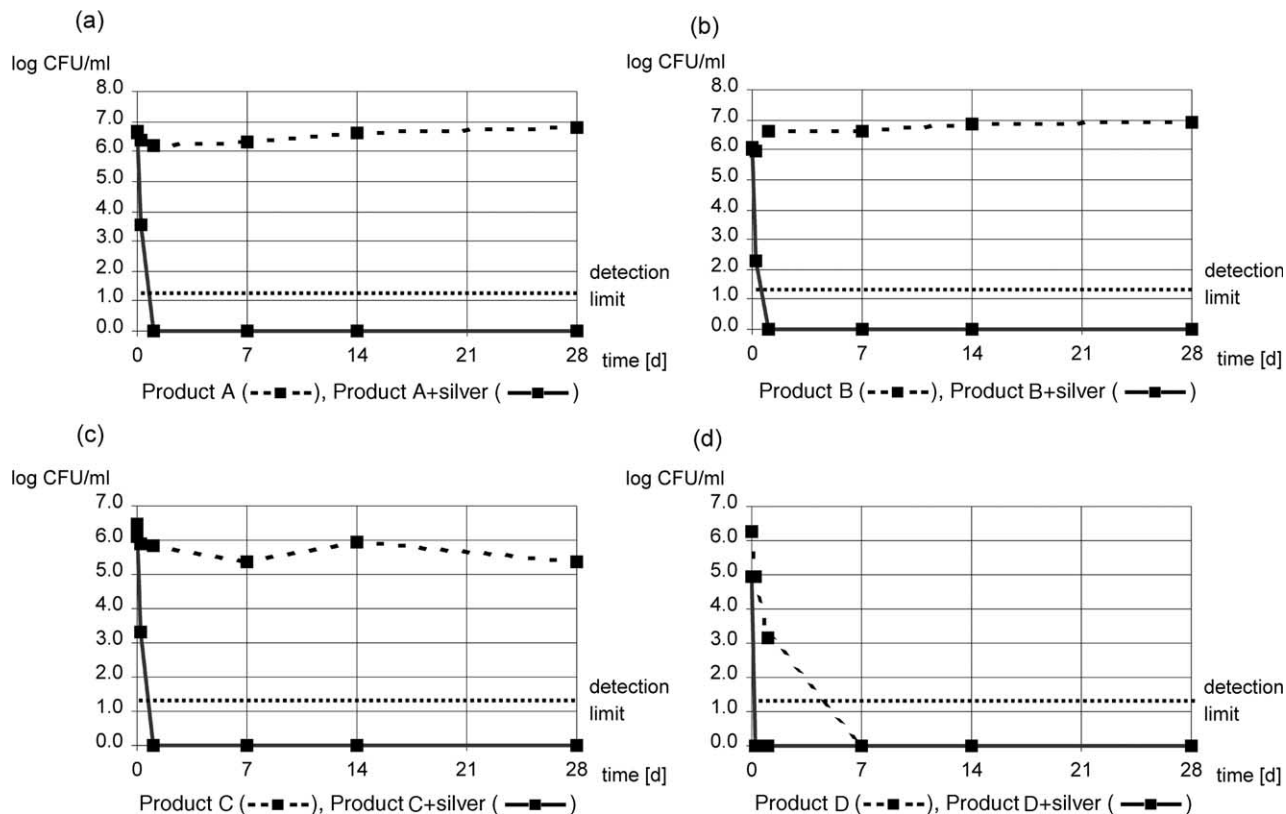 (a)
log CFU/ml
8.0
7.0
6.0
5.0
4.0
3.0
2.0
1.0
0.0
detection
limit
0 7 14 21 28 time [d]
Product A ( ), Product A+silver ( )
(b)
log CFU/ml
8.0
7.0
6.0
5.0
4.0
3.0
2.0
1.0
0.0
detection
limit
0 7 14 21 28 time [d]
Product B ( ), Product B+silver ( )
(c)
log CFU/ml
7.0
6.0
5.0
4.0
3.0
2.0
1.0
0.0
detection
limit
0 7 14 21 28 time [d]
Product C ( ), Product C+silver ( )
(d)
log CFU/ml
7.0
6.0
5.0
4.0
3.0
2.0
1.0
0.0
detection
limit
0 7 14 21 28 time [d]
Product D ( ), Product D+silver ( )